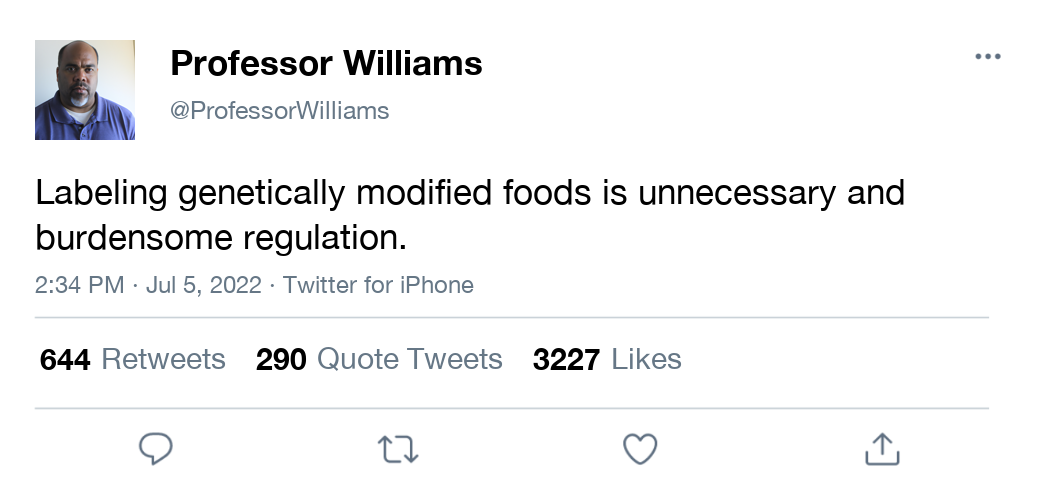 Professor Williams
@ProfessorWilliams
Labeling genetically modified foods is unnecessary and
burdensome regulation.
2:34 PM · Jul 5, 2022 · Twitter for iPhone
644 Retweets 290 Quote Tweets 3227 Likes